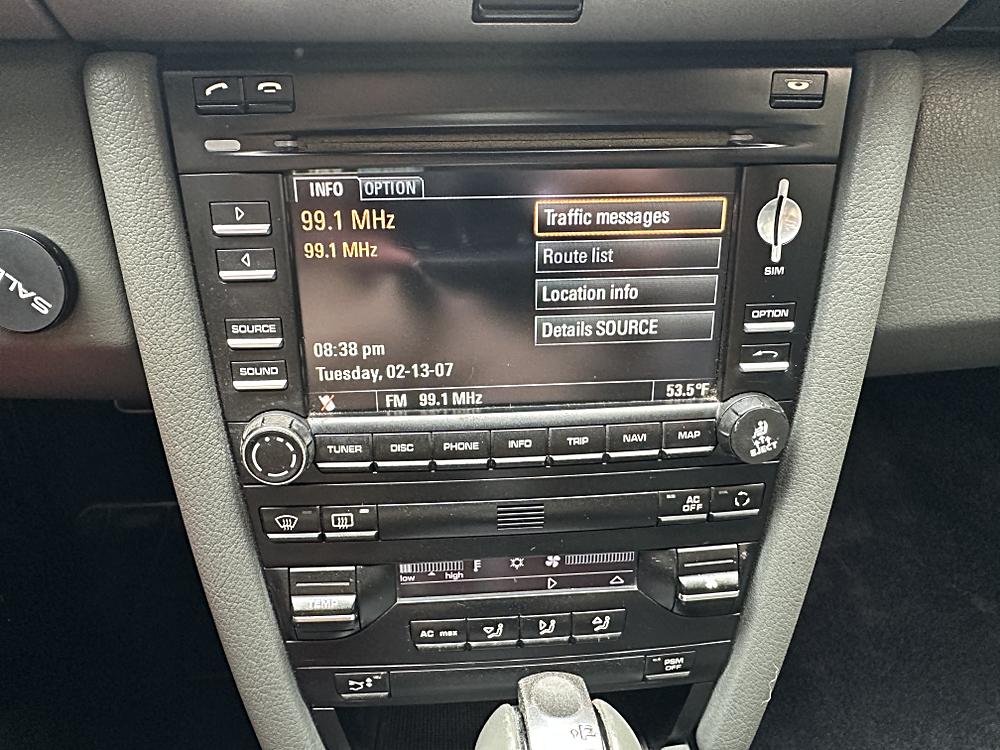 INFO OPTION
99.1 MHz
99.1 MHz
Traffic messages
Route list
Location info
Details SOURCE
08:38 pm
Tuesday, 02-13-07
FM 99.1 MHz 53.5°F
SIM
OPTION
SOURCE
SOUND
TUNER DISC PHONE INFO TRIP NAVI MAP
EJECT
AC OFF
low high
TEMP
AC max
PSM OFF